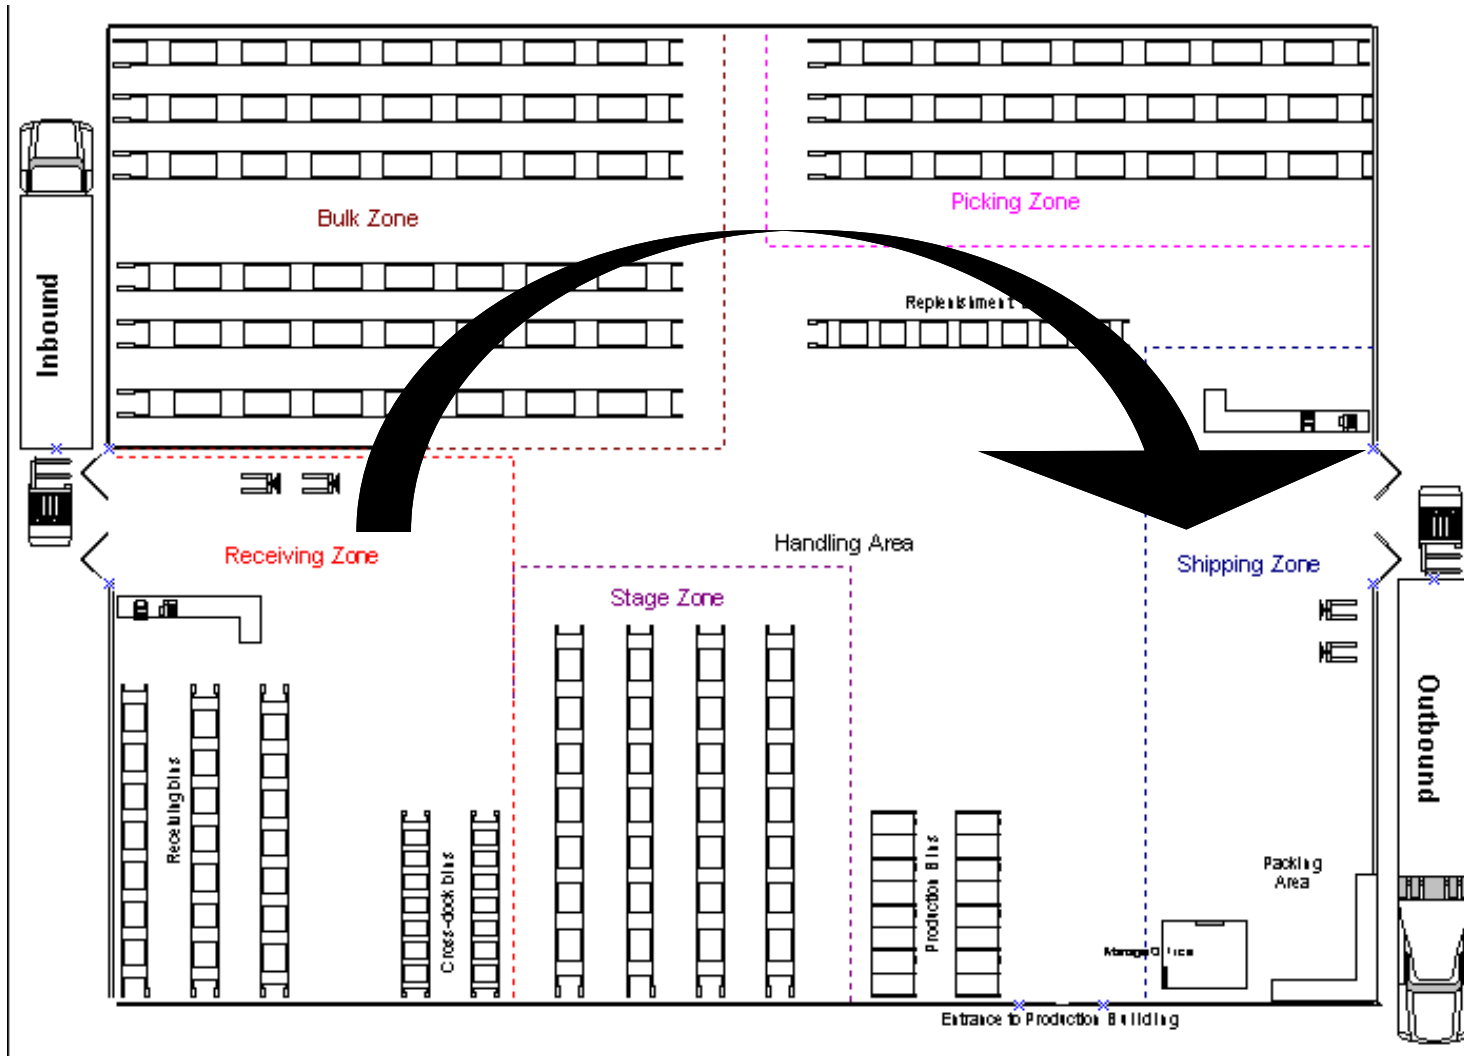 Bulk Zone
Picking Zone
Inbound
Replenishment
Receiving Zone
Handling Area
Shipping Zone
Stage Zone
Receiving bins
Cross-dock bins
Production Bins
Outbound
Packing
Area
Entrance to Production Building